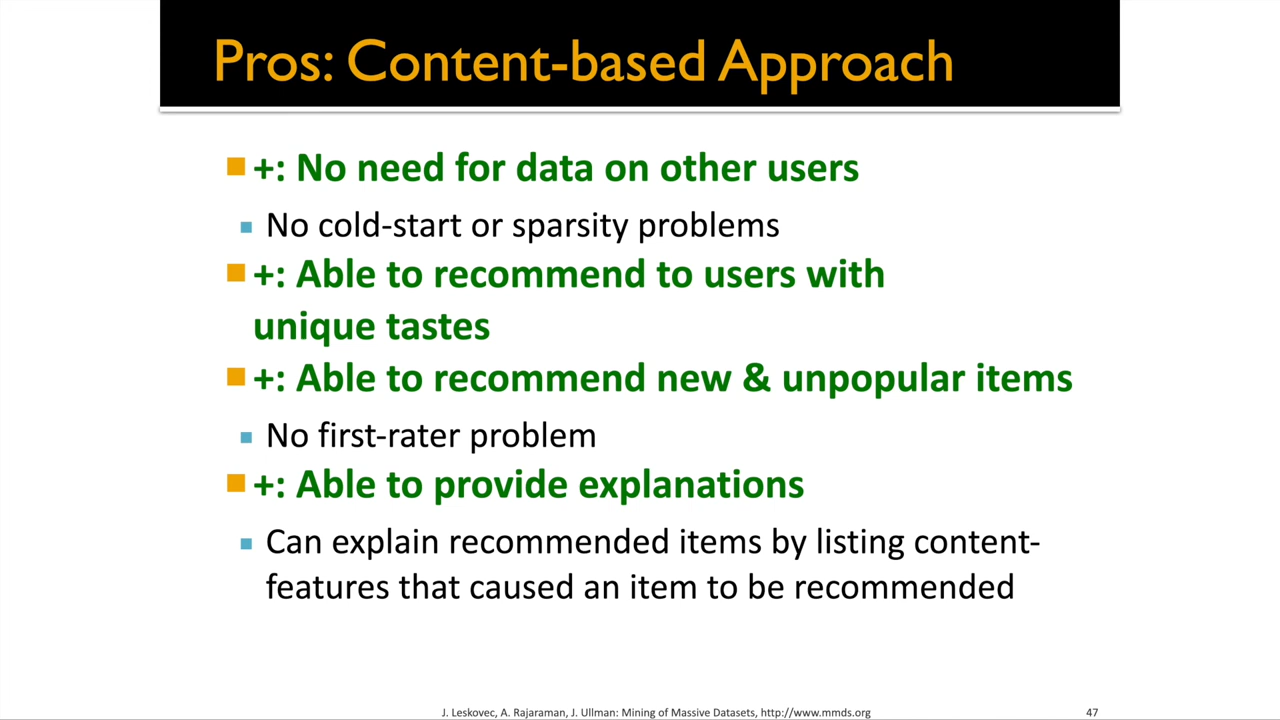 Pros: Content-based Approach
+: No need for data on other users
No cold-start or sparsity problems
+: Able to recommend to users with
unique tastes
+: Able to recommend new & unpopular items
No first-rater problem
+: Able to provide explanations
Can explain recommended items by listing content-
features that caused an item to be recommended
J. Leskovec, A. Rajaraman, J. Ullman: Mining of Massive Datasets, http://www.mmds.org
47